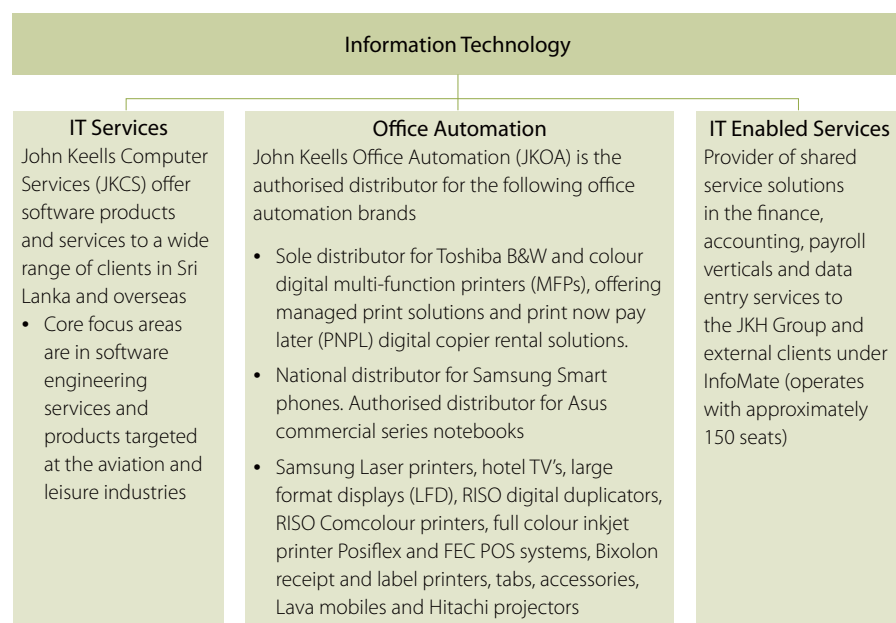 Information Technology
IT Services
John Keells Computer
Services (JKCS) offer
software products
and services to a wide
range of clients in Sri
Lanka and overseas
• Core focus areas
are in software
engineering
services and
products targeted
at the aviation and
leisure industries
Office Automation
John Keells Office Automation (JKOA) is the
authorised distributor for the following office
automation brands
• Sole distributor for Toshiba B&W and colour
digital multi-function printers (MFPs), offering
managed print solutions and print now pay
later (PNPL) digital copier rental solutions.
• National distributor for Samsung Smart
phones. Authorised distributor for Asus
commercial series notebooks
• Samsung Laser printers, hotel TV's, large
format displays (LFD), RISO digital duplicators,
RISO Comcolour printers, full colour inkjet
printer Posiflex and FEC POS systems, Bixolon
receipt and label printers, tabs, accessories,
Lava mobiles and Hitachi projectors
IT Enabled Services
Provider of shared
service solutions
in the finance,
accounting, payroll
verticals and data
entry services to
the JKH Group and
external clients under
InfoMate (operates
with approximately
150 seats)